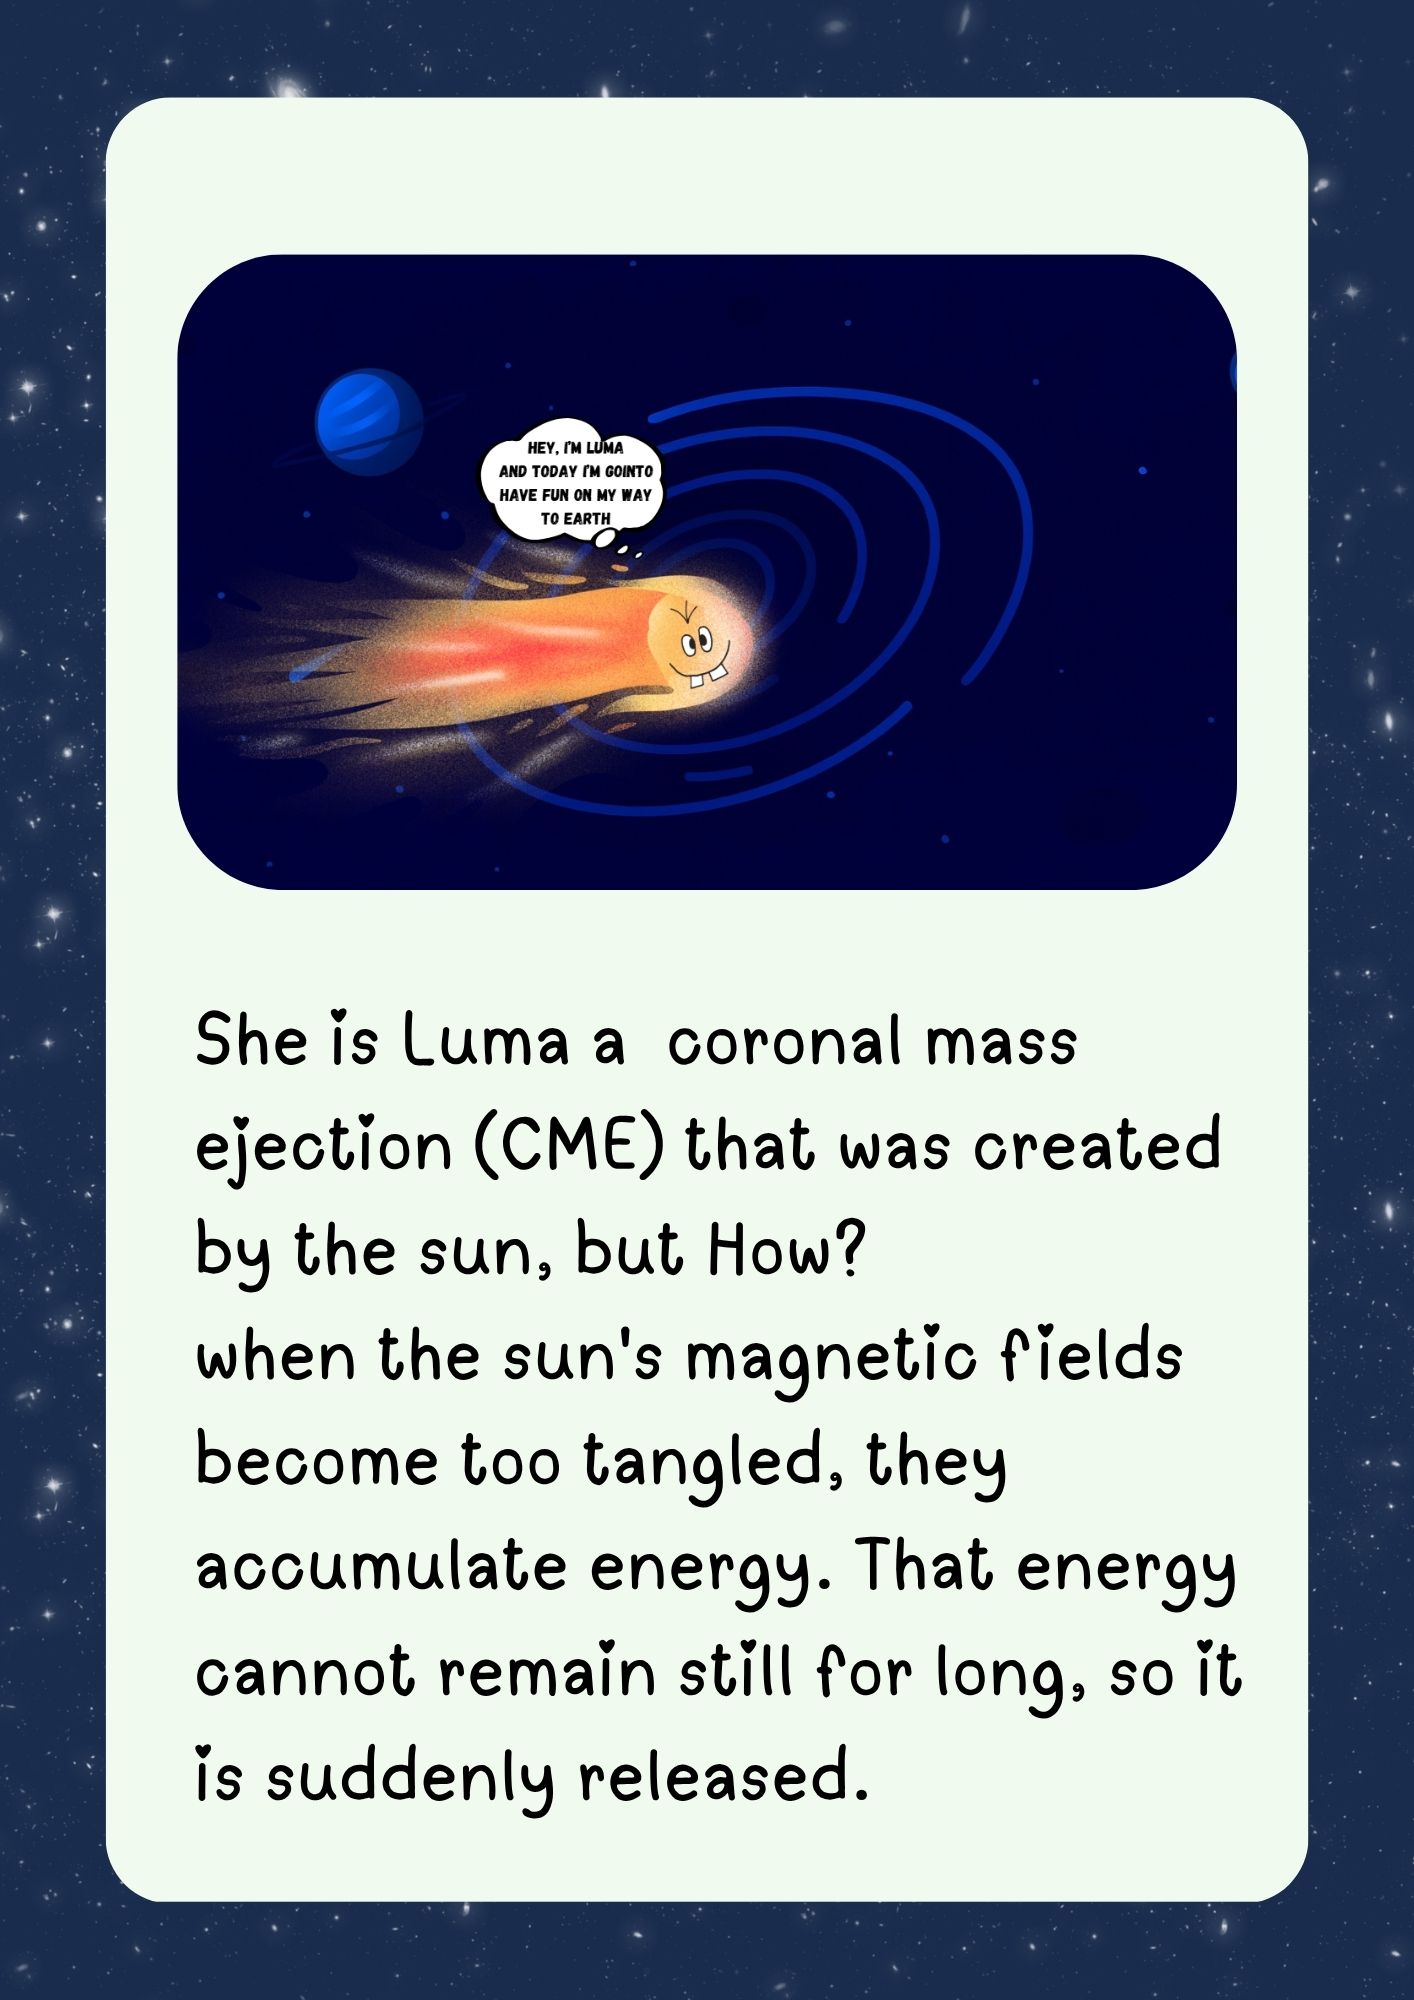 HEY, I'M LUMA
AND TODAY I'M GOINTO
HAVE FUN ON MY WAY
TO EARTH
She is Luma a  coronal mass
ejection (CME) that was created
by the sun, but How?
when the sun's magnetic fields
become too tangled, they
accumulate energy. That energy
cannot remain still for long, so it
is suddenly released.